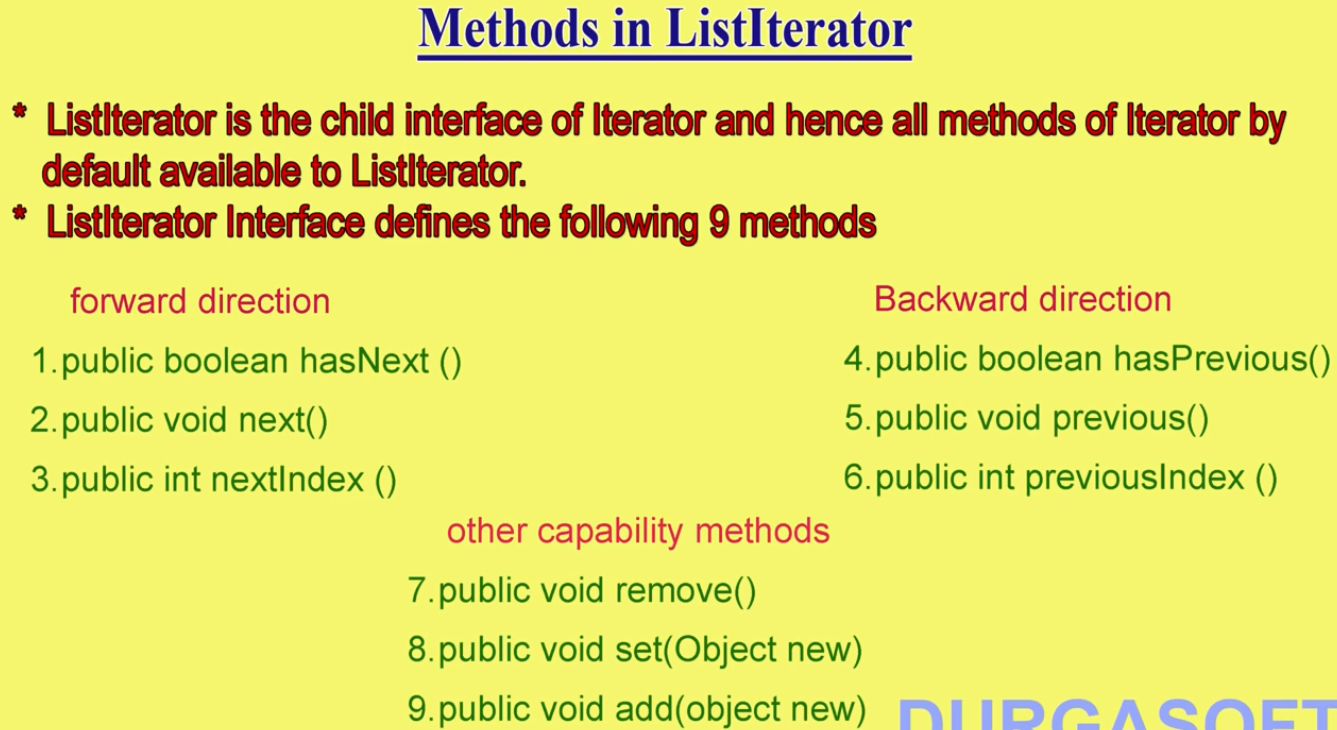 Methods in ListIterator
* ListIterator is the child interface of Iterator and hence all methods of Iterator by
default available to ListIterator.
* ListIterator Interface defines the following 9 methods
forward direction
1.public boolean hasNext ()
2.public void next()
3.public int nextIndex ()
Backward direction
4.public boolean hasPrevious()
5.public void previous()
6.public int previousIndex ()
other capability methods
7.public void remove()
8.public void set(Object new)
9.public void add(object new)
DURGASOFT